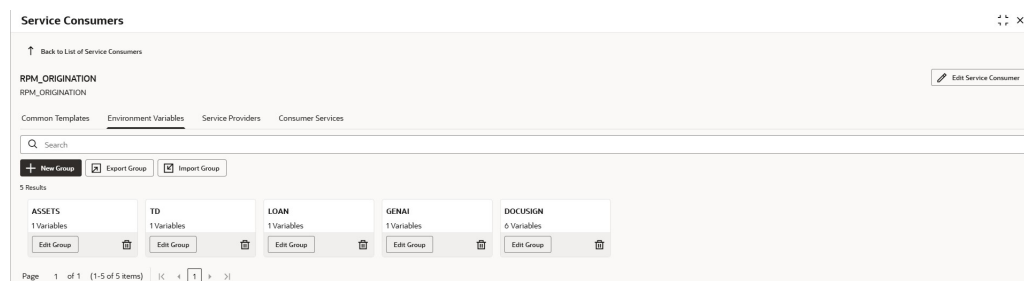 Service Consumers
Back to List of Service Consumers
RPM_ORIGINATION
Edit Service Consumer
RPM_ORIGINATION
Common Templates Environment Variables Service Providers Consumer Services
Search
New Group Export Group Import Group
5 Results
ASSETS TD LOAN GENAI DOCUSIGN
1 Variables 1 Variables 1 Variables 1 Variables 6 Variables
Edit Group Edit Group Edit Group Edit Group Edit Group
Page 1 of 1 (1-5 of 5 items) 1